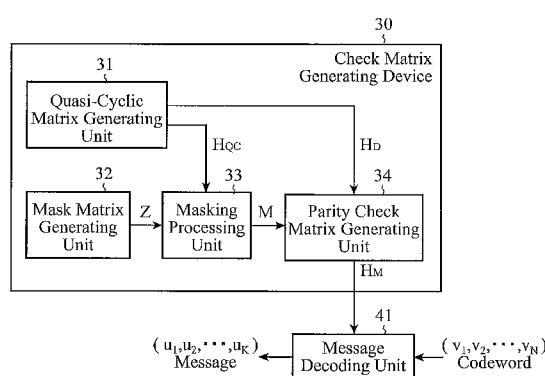 30
Check Matrix
Generating Device
31
Quasi-Cyclic
Matrix Generating
Unit
HQC
HD
32
Mask Matrix
Generating
Unit
Z
33
Masking
Processing
Unit
M
34
Parity Check
Matrix Generating
Unit
HM
41
Message
Decoding Unit
(u1,u2,···,uK)
Message
(v1,v2,···,vN)
Codeword